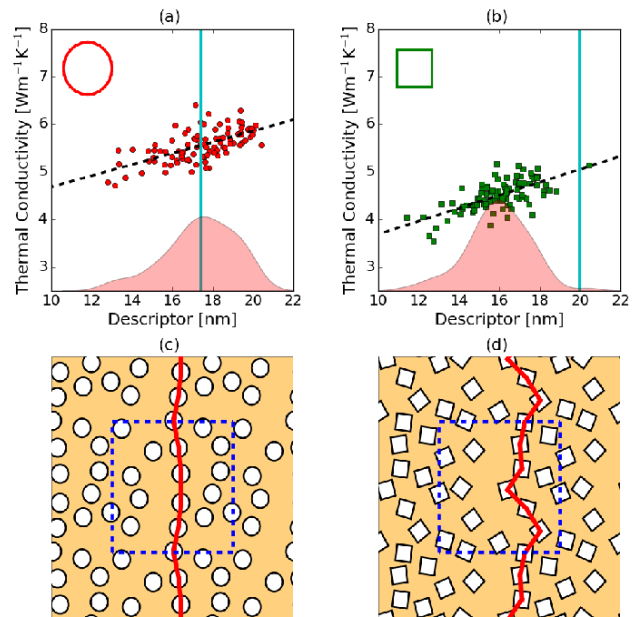 (a)
8
7
6
5
4
3
Thermal Conductivity [Wm⁻¹K⁻¹]
10 12 14 16 18 20 22
Descriptor [nm]
(b)
8
7
6
5
4
3
Thermal Conductivity [Wm⁻¹K⁻¹]
10 12 14 16 18 20 22
Descriptor [nm]
(c)
(d)